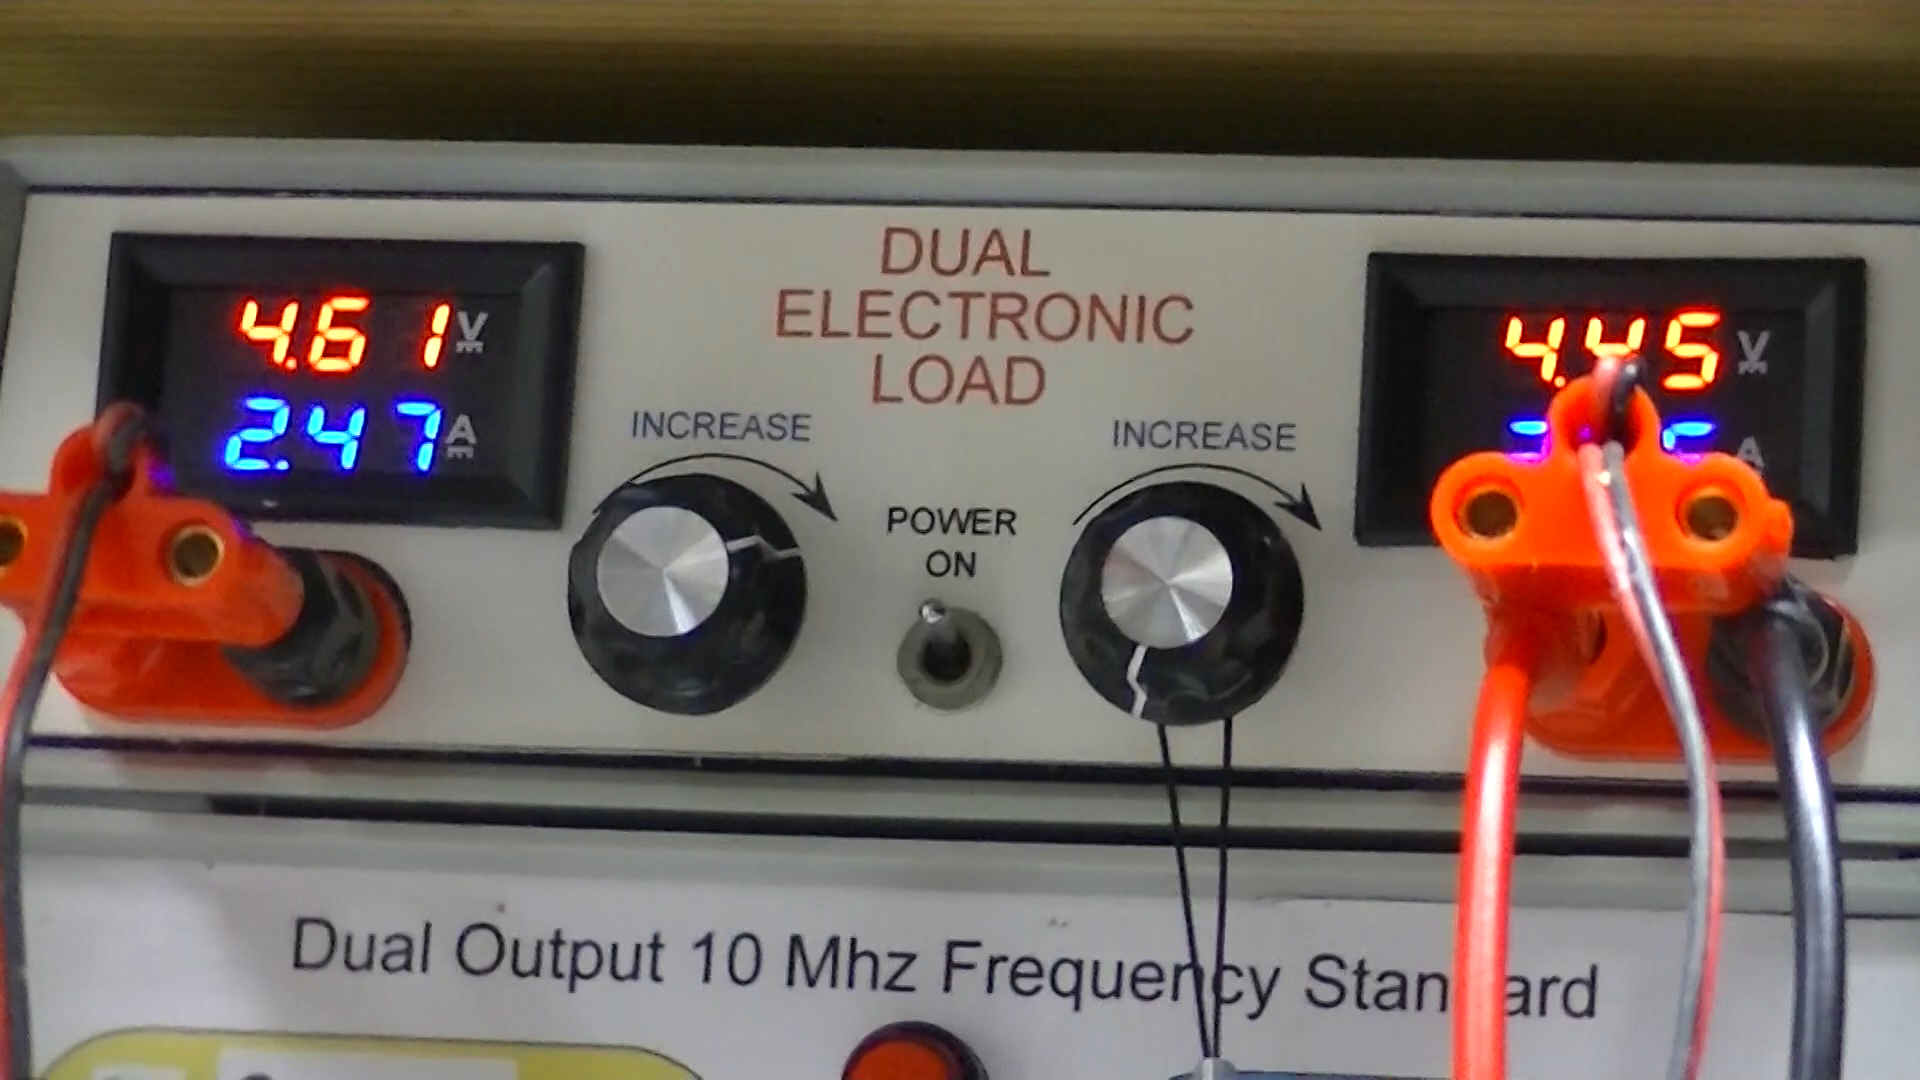 DUAL
ELECTRONIC
LOAD
4.61 V
2.47 A
INCREASE
POWER
ON
INCREASE
4.45 V
A
Dual Output 10 Mhz Frequency Standard